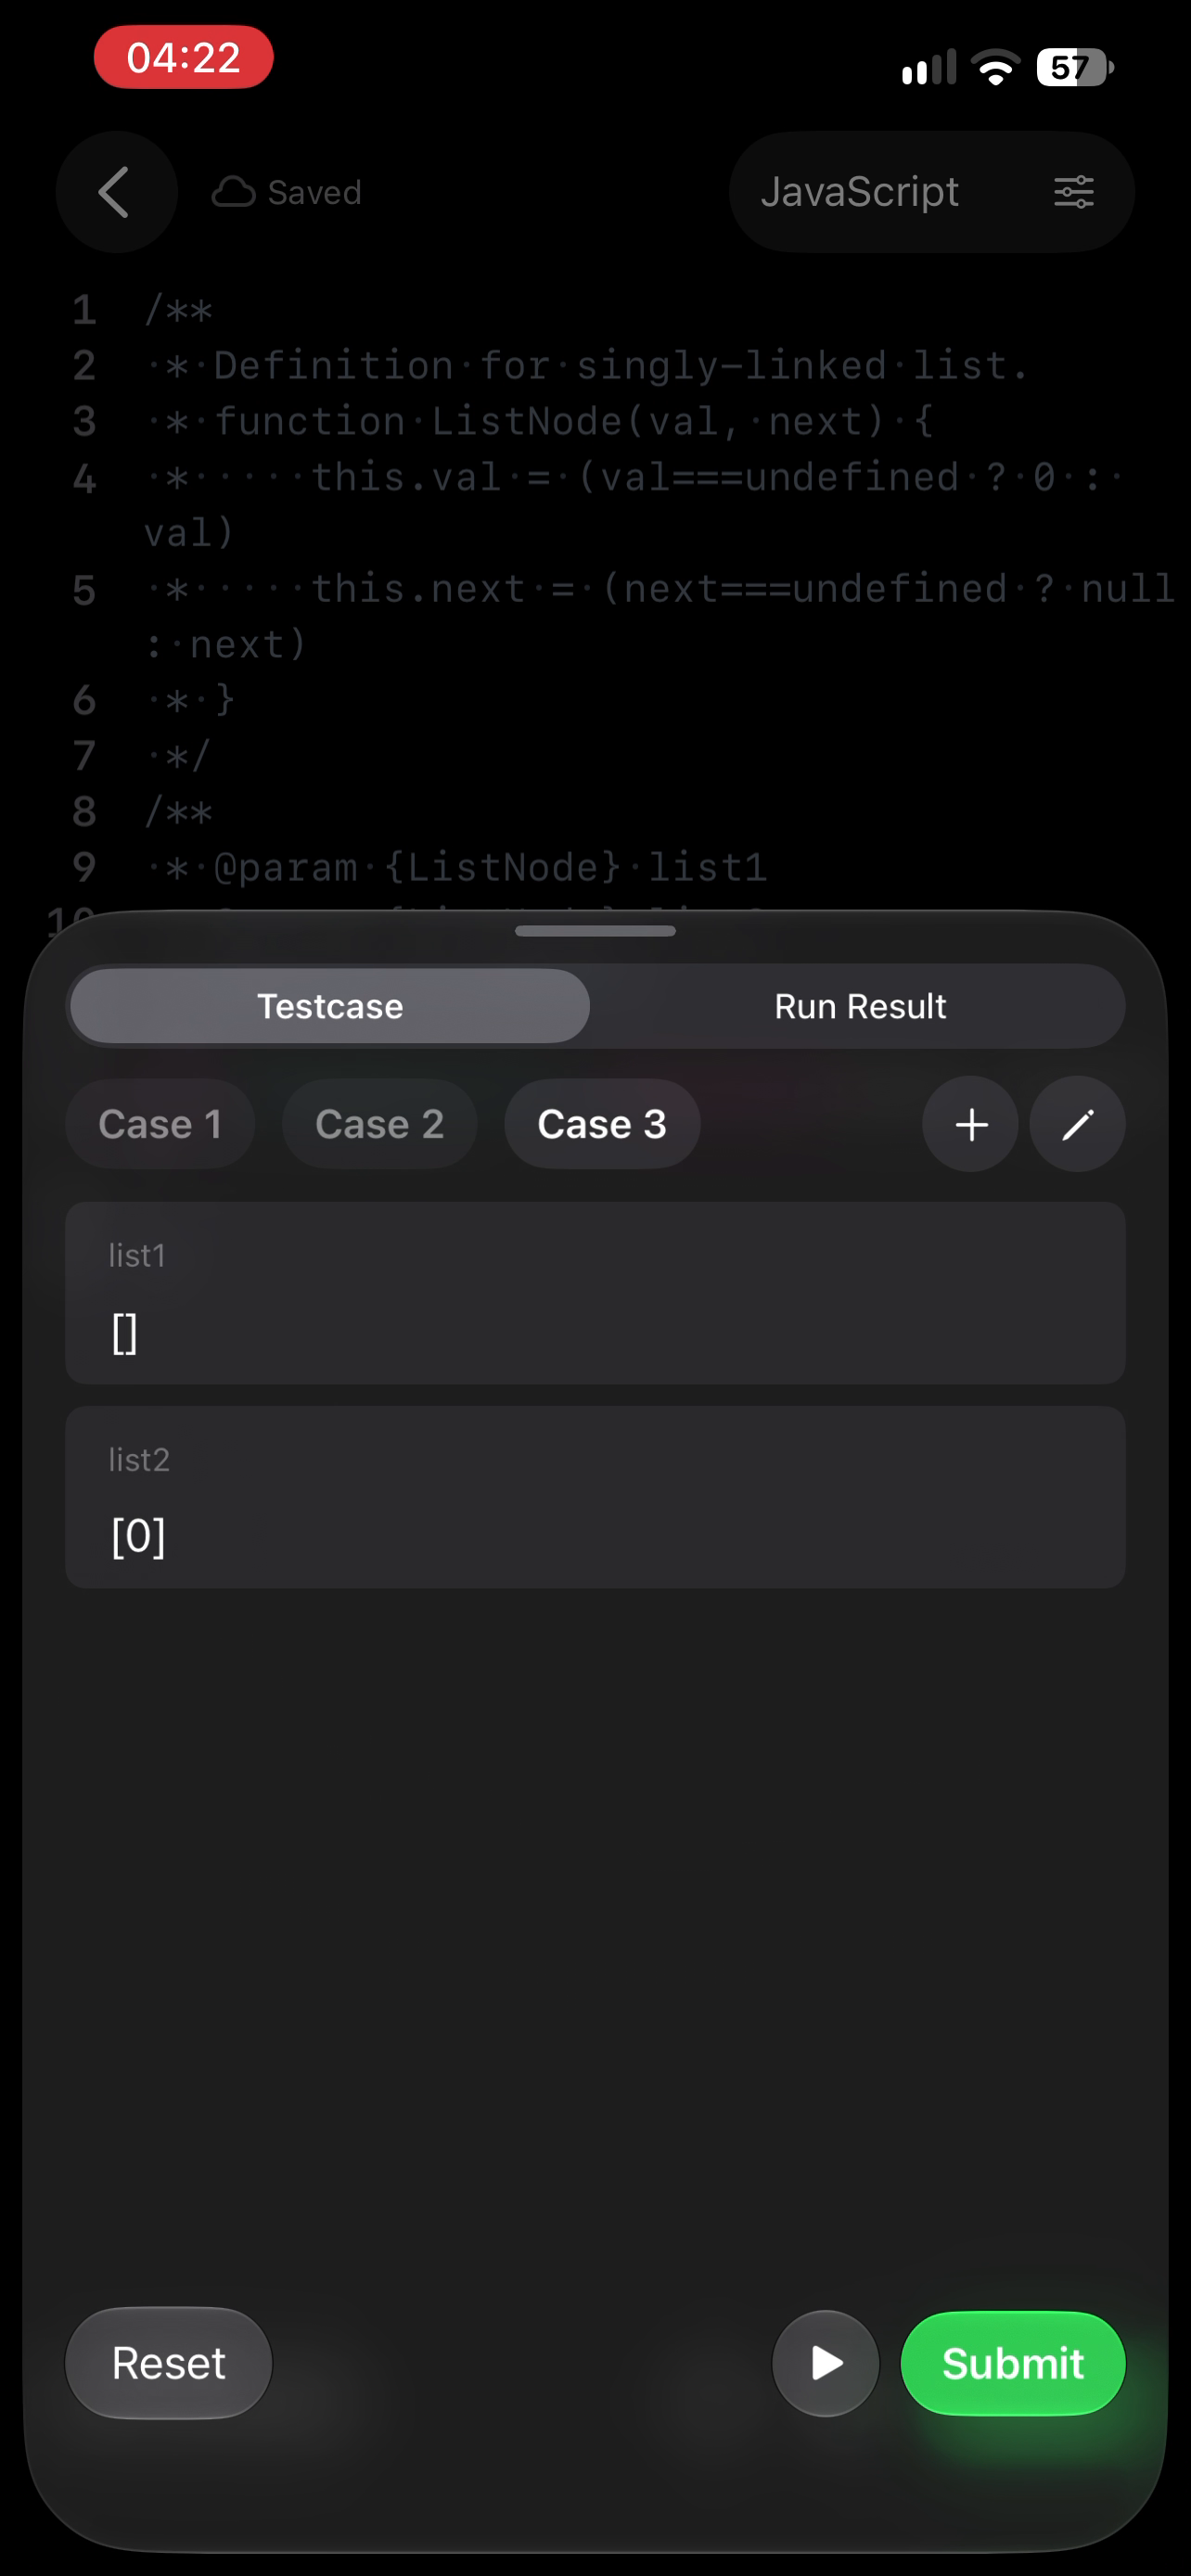 04:22
57
Saved
JavaScript
1 /**
2  * Definition for singly-linked list.
3  * function ListNode(val, next) {
4  *     this.val = (val===undefined ? 0 :
val)
5  *     this.next = (next===undefined ? null
: next)
6  * }
7  */
8 /**
9  * @param {ListNode} list1
10
Testcase
Run Result
Case 1
Case 2
Case 3
list1
[]
list2
[0]
Reset
Submit